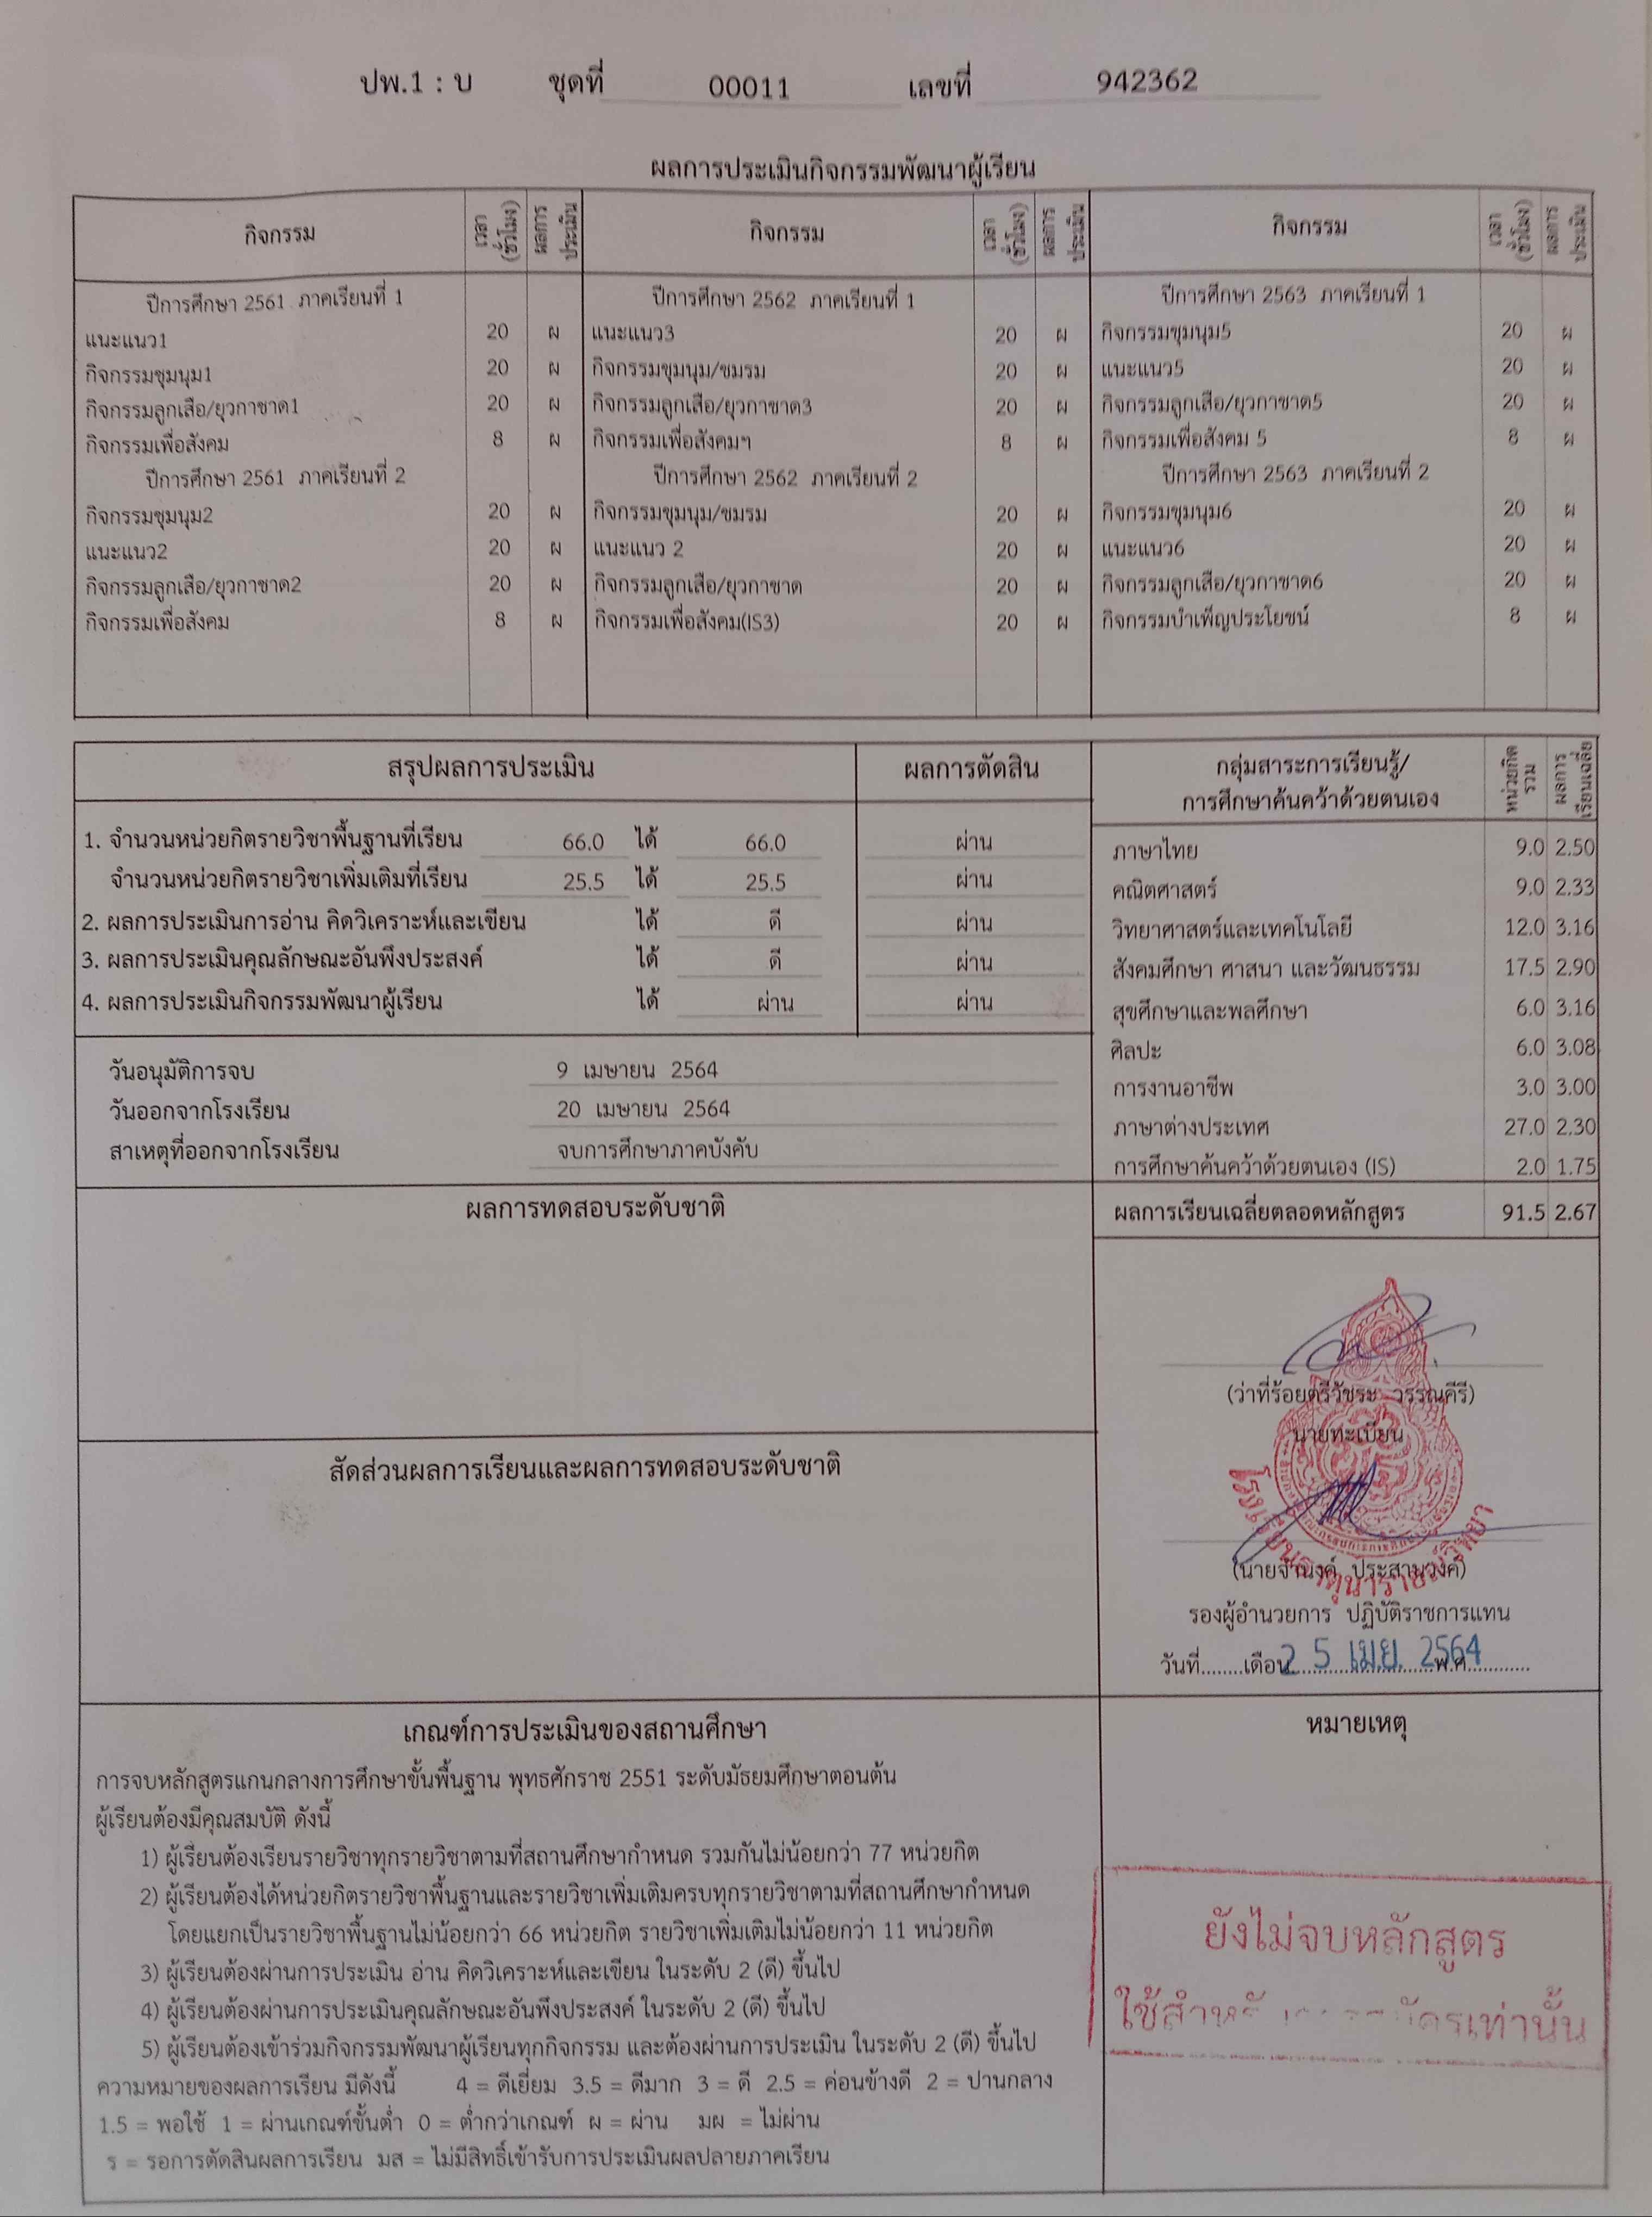 ปพ.1 : บ ชุดที่ 00011 เลขที่ 942362
ผลการประเมินกิจกรรมพัฒนาผู้เรียน
กิจกรรม เวลา (ชั่วโมง) ผลการ ประเมิน กิจกรรม เวลา (ชั่วโมง) ผลการ ประเมิน กิจกรรม เวลา (ชั่วโมง) ผลการ ประเมิน
ปีการศึกษา 2561 ภาคเรียนที่ 1 ปีการศึกษา 2562 ภาคเรียนที่ 1 ปีการศึกษา 2563 ภาคเรียนที่ 1
แนะแนว1 20 ผ แนะแนว3 20 ผ กิจกรรมชุมนุม5 20 ผ
กิจกรรมชุมนุม1 20 ผ กิจกรรมชุมนุม/ชมรม 20 ผ แนะแนว5 20 ผ
กิจกรรมลูกเสือ/ยุวกาชาด1 20 ผ กิจกรรมลูกเสือ/ยุวกาชาด3 20 ผ กิจกรรมลูกเสือ/ยุวกาชาด5 20 ผ
กิจกรรมเพื่อสังคม 8 ผ กิจกรรมเพื่อสังคมฯ 8 ผ กิจกรรมเพื่อสังคม 5 8 ผ
ปีการศึกษา 2561 ภาคเรียนที่ 2 ปีการศึกษา 2562 ภาคเรียนที่ 2 ปีการศึกษา 2563 ภาคเรียนที่ 2
กิจกรรมชุมนุม2 20 ผ กิจกรรมชุมนุม/ชมรม 20 ผ กิจกรรมชุมนุม6 20 ผ
แนะแนว2 20 ผ แนะแนว 2 20 ผ แนะแนว6 20 ผ
กิจกรรมลูกเสือ/ยุวกาชาด2 20 ผ กิจกรรมลูกเสือ/ยุวกาชาด 20 ผ กิจกรรมลูกเสือ/ยุวกาชาด6 20 ผ
กิจกรรมเพื่อสังคม 8 ผ กิจกรรมเพื่อสังคม(IS3) 20 ผ กิจกรรมบำเพ็ญประโยชน์ 8 ผ
สรุปผลการประเมิน ผลการตัดสิน
1. จำนวนหน่วยกิตรายวิชาพื้นฐานที่เรียน 66.0 ได้ 66.0 ผ่าน
จำนวนหน่วยกิตรายวิชาเพิ่มเติมที่เรียน 25.5 ได้ 25.5 ผ่าน
2. ผลการประเมินการอ่าน คิดวิเคราะห์และเขียน ได้ ดี ผ่าน
3. ผลการประเมินคุณลักษณะอันพึงประสงค์ ได้ ดี ผ่าน
4. ผลการประเมินกิจกรรมพัฒนาผู้เรียน ได้ ผ่าน ผ่าน
วันอนุมัติการจบ 9 เมษายน 2564
วันออกจากโรงเรียน 20 เมษายน 2564
สาเหตุที่ออกจากโรงเรียน จบการศึกษาภาคบังคับ
กลุ่มสาระการเรียนรู้/ หน่วยกิต ผลการ
การศึกษาค้นคว้าด้วยตนเอง รวม เรียนเฉลี่ย
ภาษาไทย 9.0 2.50
คณิตศาสตร์ 9.0 2.33
วิทยาศาสตร์และเทคโนโลยี 12.0 3.16
สังคมศึกษา ศาสนา และวัฒนธรรม 17.5 2.90
สุขศึกษาและพลศึกษา 6.0 3.16
ศิลปะ 6.0 3.08
การงานอาชีพ 3.0 3.00
ภาษาต่างประเทศ 27.0 2.30
การศึกษาค้นคว้าด้วยตนเอง (IS) 2.0 1.75
ผลการเรียนเฉลี่ยตลอดหลักสูตร 91.5 2.67
ผลการทดสอบระดับชาติ
สัดส่วนผลการเรียนและผลการทดสอบระดับชาติ
(ว่าที่ร้อยตรีวัชระ วรรณคีรี)
นายทะเบียน
(นายจำนงค์ ประสานวงค์)
รองผู้อำนวยการ ปฏิบัติราชการแทน
วันที่........เดือน............................พ.ศ............
25 เม.ย. 2564
เกณฑ์การประเมินของสถานศึกษา
การจบหลักสูตรแกนกลางการศึกษาขั้นพื้นฐาน พุทธศักราช 2551 ระดับมัธยมศึกษาตอนต้น
ผู้เรียนต้องมีคุณสมบัติ ดังนี้
1) ผู้เรียนต้องเรียนรายวิชาทุกรายวิชาตามที่สถานศึกษากำหนด รวมกันไม่น้อยกว่า 77 หน่วยกิต
2) ผู้เรียนต้องได้หน่วยกิตรายวิชาพื้นฐานและรายวิชาเพิ่มเติมครบทุกรายวิชาตามที่สถานศึกษากำหนด
โดยแยกเป็นรายวิชาพื้นฐานไม่น้อยกว่า 66 หน่วยกิต รายวิชาเพิ่มเติมไม่น้อยกว่า 11 หน่วยกิต
3) ผู้เรียนต้องผ่านการประเมิน อ่าน คิดวิเคราะห์และเขียน ในระดับ 2 (ดี) ขึ้นไป
4) ผู้เรียนต้องผ่านการประเมินคุณลักษณะอันพึงประสงค์ ในระดับ 2 (ดี) ขึ้นไป
5) ผู้เรียนต้องเข้าร่วมกิจกรรมพัฒนาผู้เรียนทุกกิจกรรม และต้องผ่านการประเมิน ในระดับ 2 (ดี) ขึ้นไป
ความหมายของผลการเรียน มีดังนี้ 4 = ดีเยี่ยม 3.5 = ดีมาก 3 = ดี 2.5 = ค่อนข้างดี 2 = ปานกลาง
1.5 = พอใช้ 1 = ผ่านเกณฑ์ขั้นต่ำ 0 = ต่ำกว่าเกณฑ์ ผ = ผ่าน มผ = ไม่ผ่าน
ร = รอการตัดสินผลการเรียน มส = ไม่มีสิทธิ์เข้ารับการประเมินผลปลายภาคเรียน
หมายเหตุ
ยังไม่จบหลักสูตร
ใช้สำหรับ เท่านั้น